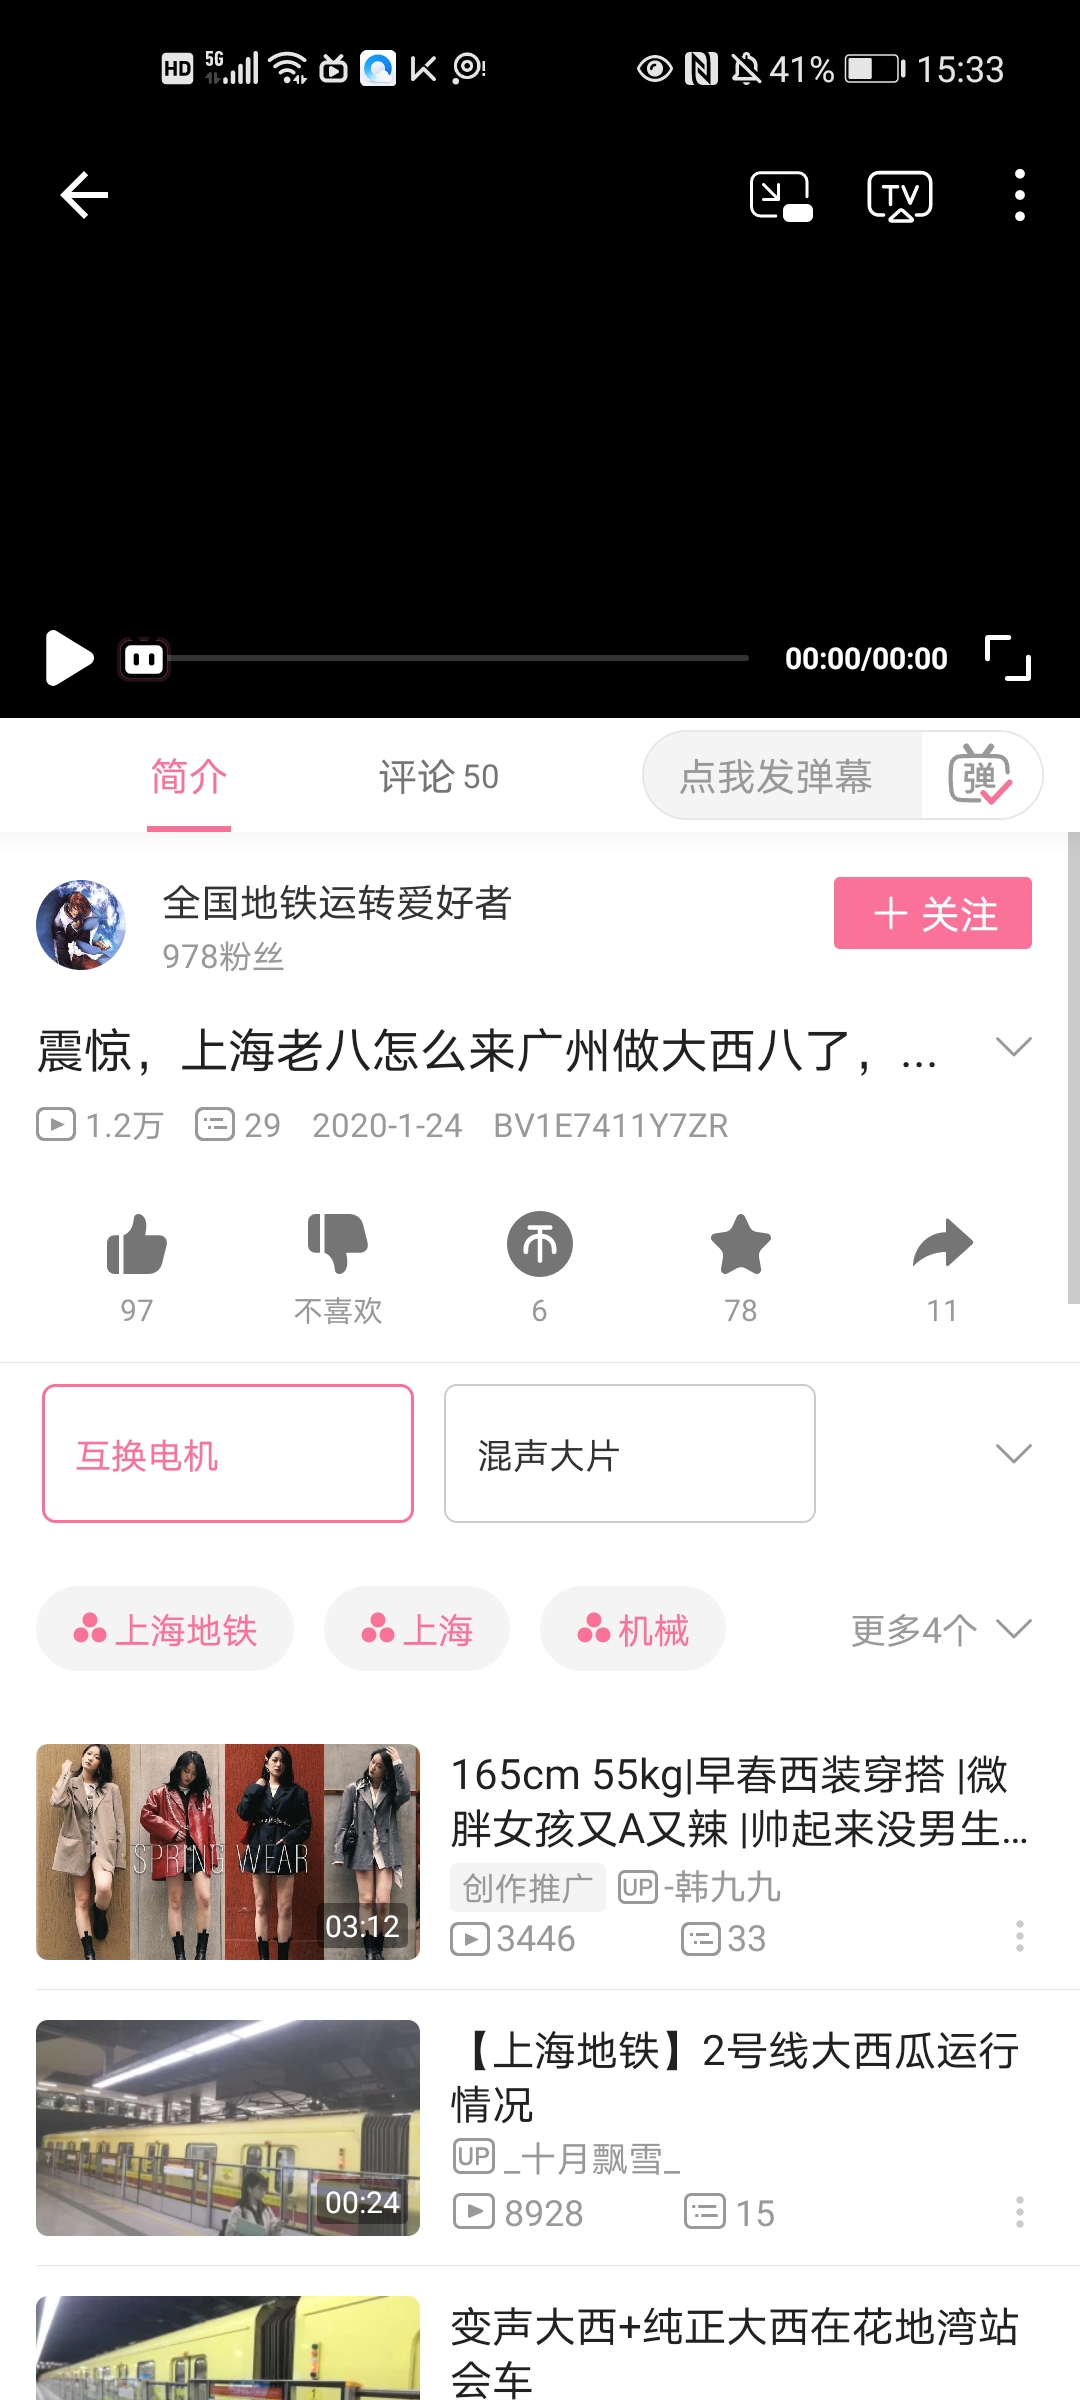 HD 5G 41% 15:33
TV
00:00/00:00
简介 评论 50 点我发弹幕 弹
全国地铁运转爱好者
978粉丝
+ 关注
震惊，上海老八怎么来广州做大西八了，...
1.2万 29 2020-1-24 BV1E7411Y7ZR
97 不喜欢 6 78 11
互换电机 混声大片
上海地铁 上海 机械 更多4个
165cm 55kg|早春西装穿搭 |微
胖女孩又A又辣 |帅起来没男生...
SPRING WEAR
创作推广 UP -韩九九
03:12
3446 33
【上海地铁】2号线大西瓜运行
情况
UP _十月飘雪_
00:24
8928 15
变声大西+纯正大西在花地湾站
会车